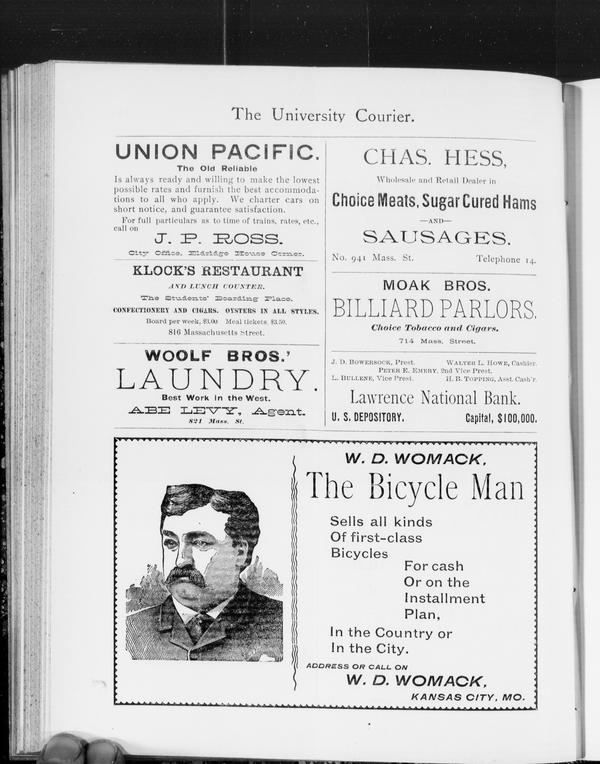 The University Courier.
UNION PACIFIC.
The Old Reliable
Is always ready and willing to make the lowest
possible rates and furnish the best accommoda-
tions to all who apply. We charter cars on
short notice, and guarantee satisfaction.
For full particulars as to time of trains, rates, etc.,
call on
J. P. ROSS.
City Office, Eldridge House Corner.
KLOCK'S RESTAURANT
AND LUNCH COUNTER.
The Students' Boarding Place.
CONFECTIONERY AND CIGARS. OYSTERS IN ALL STYLES.
Board per week, $3.00 Meal tickets, $3.50.
816 Massachusetts Street.
WOOLF BROS.'
LAUNDRY.
Best Work in the West.
ABE LEVY, Agent.
821 Mass. St.
CHAS. HESS,
Wholesale and Retail Dealer in
Choice Meats, Sugar Cured Hams
—AND—
SAUSAGES.
No. 941 Mass. St. Telephone 14.
MOAK BROS.
BILLIARD PARLORS.
Choice Tobacco and Cigars.
714 Mass. Street.
J. D. BOWERSOCK, Prest. WALTER L. HOWE, Cashier.
PETER E. EMERY, 2nd Vice Prest.
L. BULLENE, Vice Prest. H. B. TOPPING, Asst. Cash'r.
Lawrence National Bank.
U. S. DEPOSITORY. Capital, $100,000.
W. D. WOMACK,
The Bicycle Man
Sells all kinds
Of first-class
Bicycles
For cash
Or on the
Installment
Plan,
In the Country or
In the City.
ADDRESS OR CALL ON
W. D. WOMACK,
KANSAS CITY, MO.